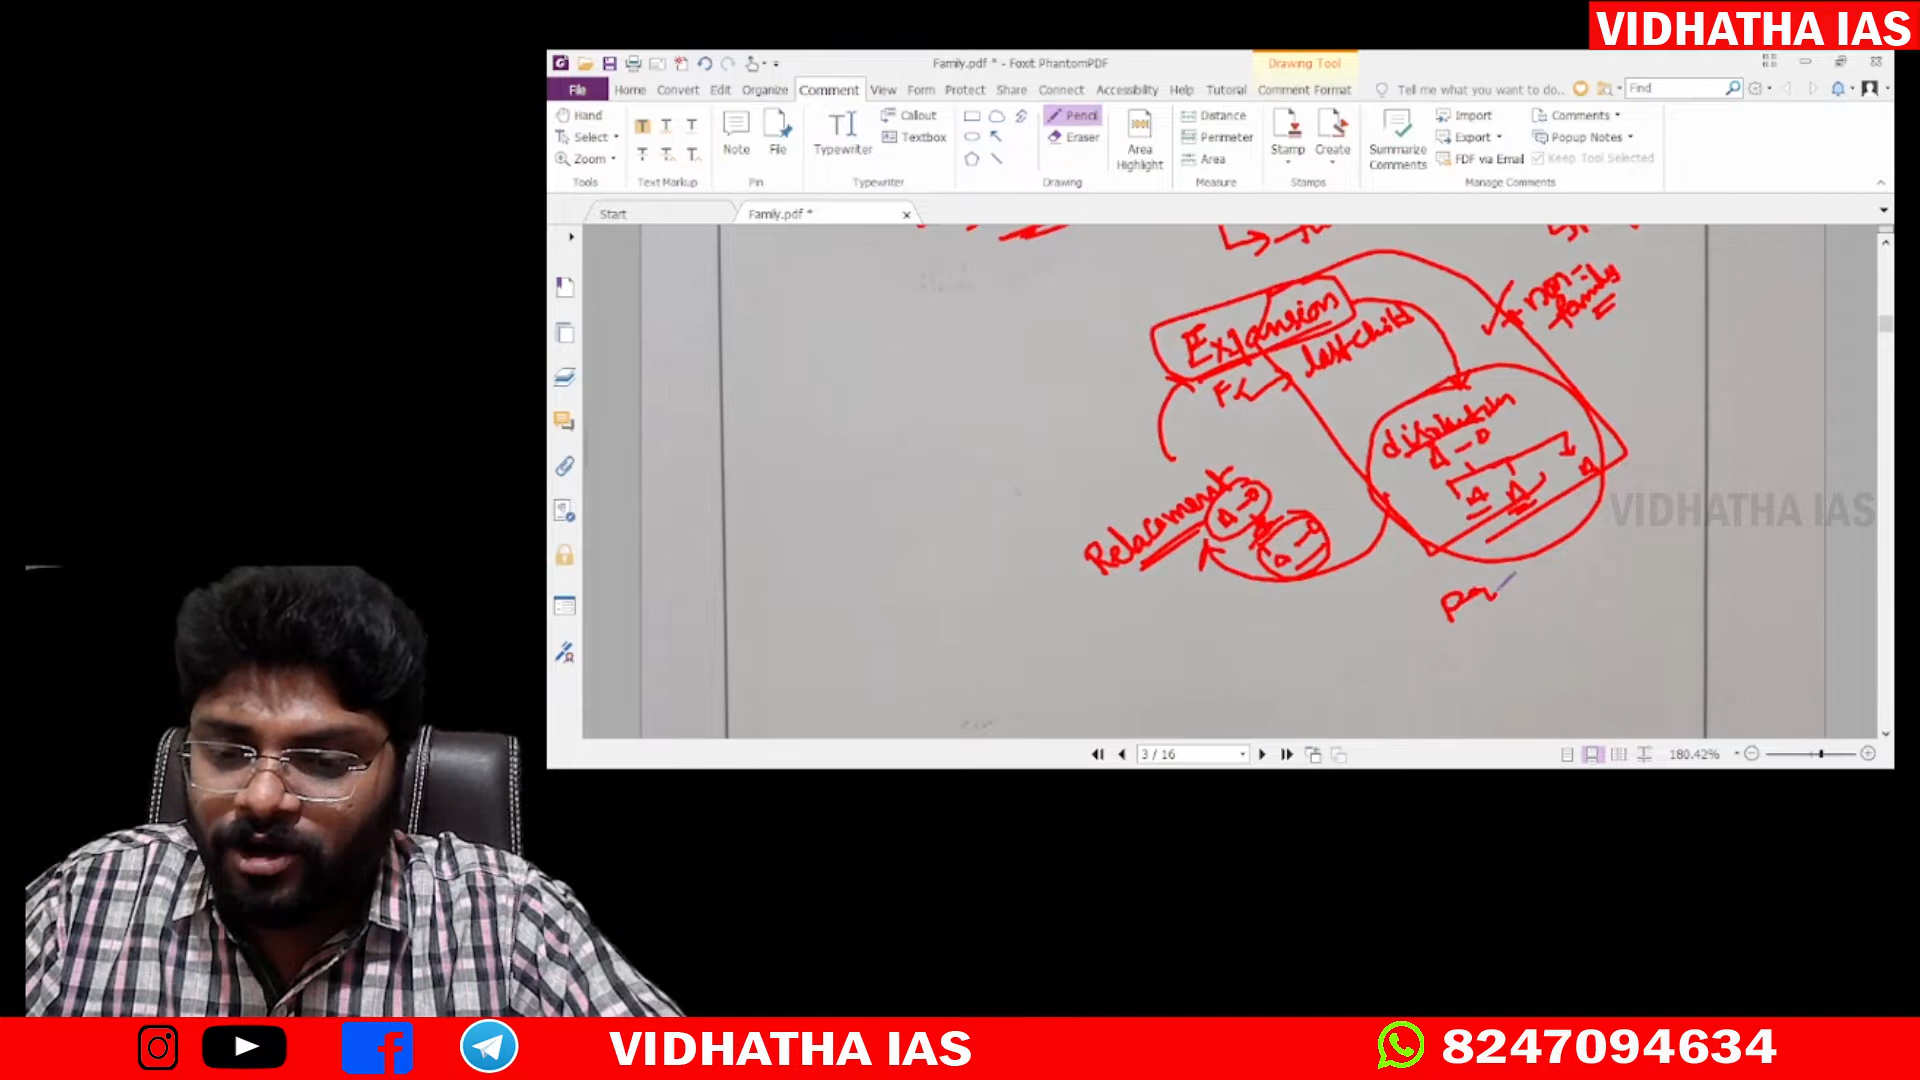 VIDHATHA IAS
Family.pdf * - Foxit PhantomPDF
Drawing Tool
File Home Convert Edit Organize Comment View Form Protect Share Connect Accessibility Help Tutorial Comment Format Tell me what you want to do.. Find
Hand
Select
Zoom
Tools
Text Markup
Note
File
Pin
Typewriter
Callout
Textbox
Typewriter
Pencil
Eraser
Area
Highlight
Drawing
Distance
Perimeter
Area
Measure
Stamp
Create
Stamps
Summarize
Comments
Import
Export
FDF via Email
Comments
Popup Notes
Keep Tool Selected
Manage Comments
Start
Family.pdf *
non-
family
Expansion
last child
FC
disolution
Relacement
VIDHATHA IAS
3 / 16
180.42%
VIDHATHA IAS
8247094634